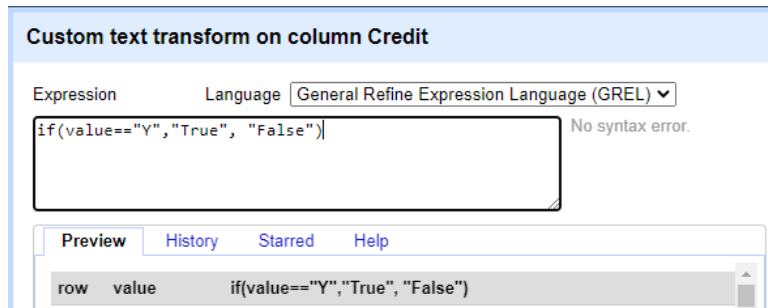 Custom text transform on column Credit
Expression Language General Refine Expression Language (GREL)
if(value=="Y","True", "False") No syntax error.
Preview History Starred Help
row value if(value=="Y","True", "False")